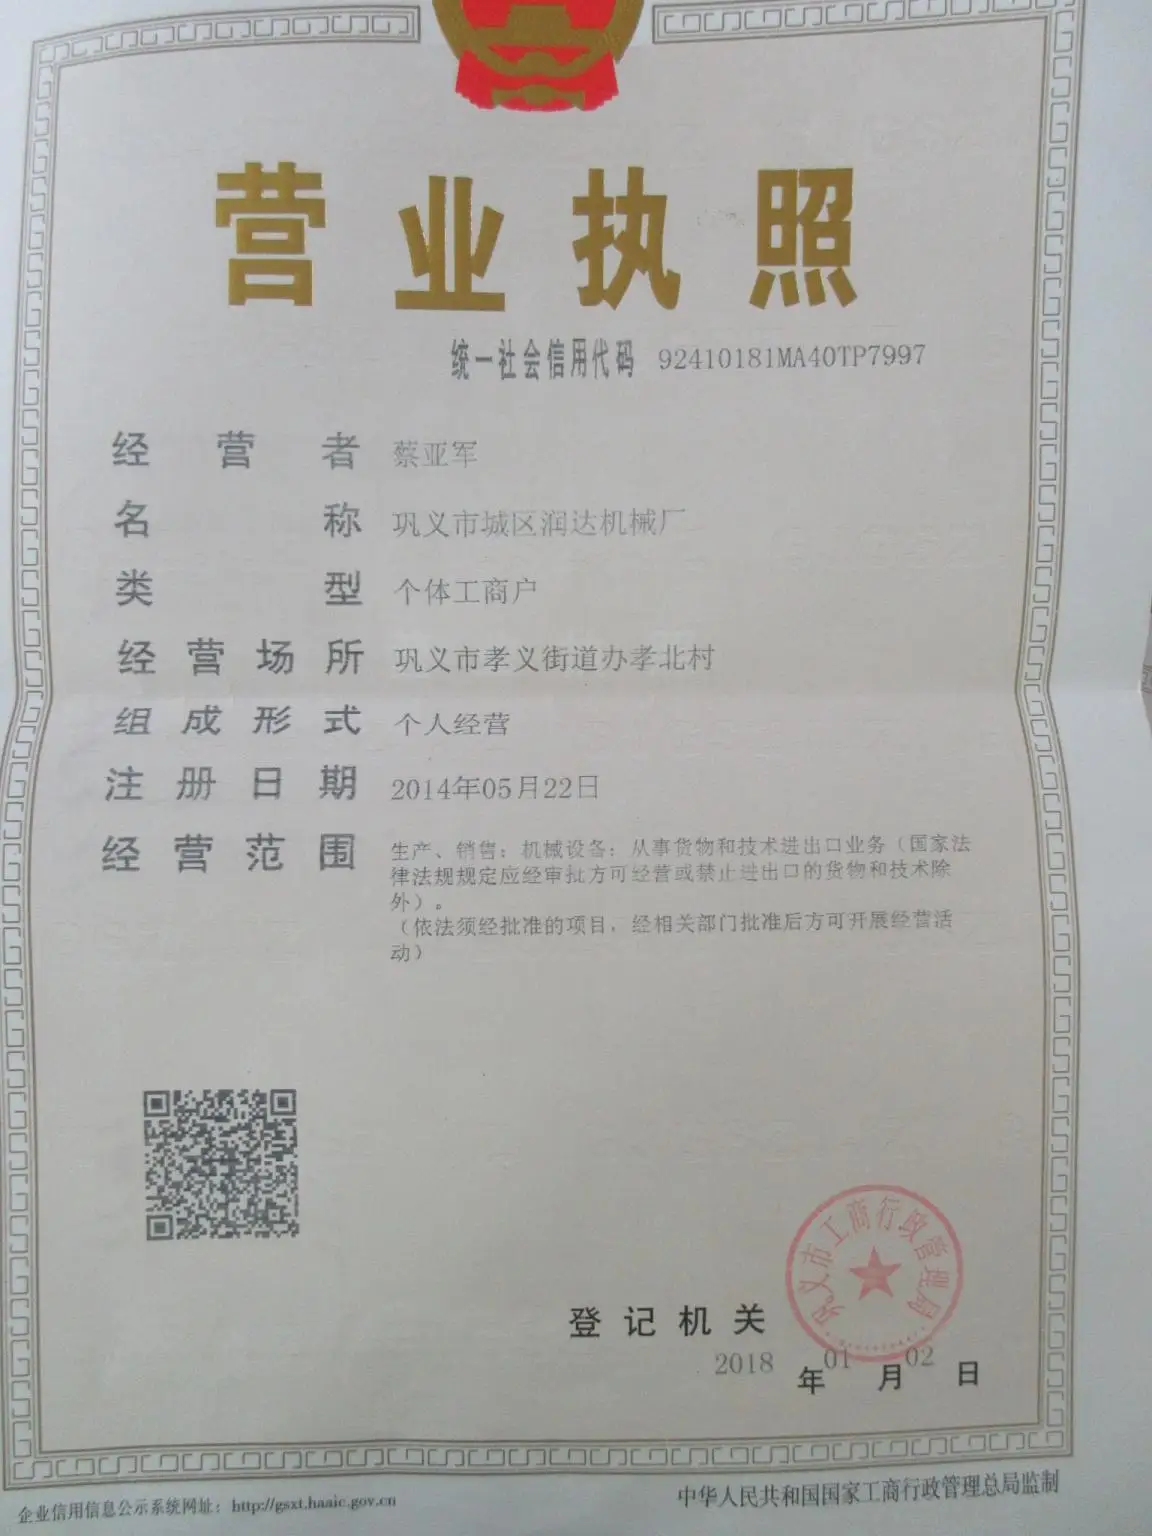 营业执照
统一社会信用代码 92410181MA40TP7997
经营者 蔡亚军
名称 巩义市城区润达机械厂
类型 个体工商户
经营场所 巩义市孝义街道办孝北村
组成形式 个人经营
注册日期 2014年05月22日
经营范围 生产、销售：机械设备；从事货物和技术进出口业务（国家法
律法规规定应经审批方可经营或禁止进出口的货物和技术除
外）。
（依法须经批准的项目，经相关部门批准后方可开展经营活
动）
巩义市工商行政管理局
登记机关
2018年01月02日
企业信用信息公示系统网址：http://gsxt.haaic.gov.cn
中华人民共和国国家工商行政管理总局监制